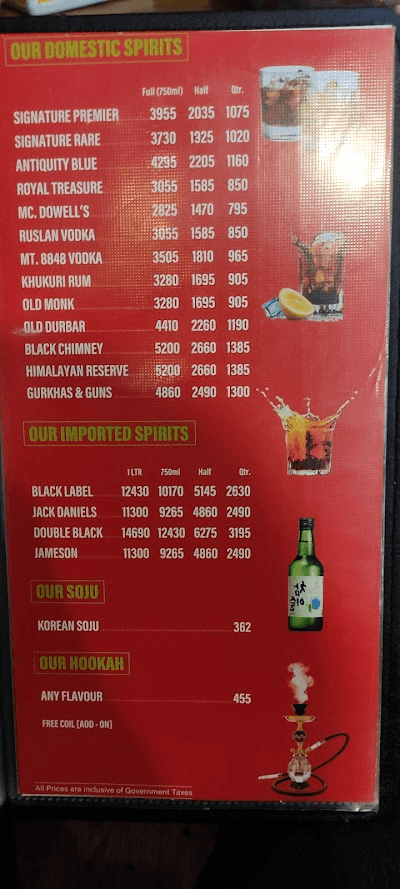 OUR DOMESTIC SPIRITS
Full (750ml) Half Qtr.
SIGNATURE PREMIER 3955 2035 1075
SIGNATURE RARE 3730 1925 1020
ANTIQUITY BLUE 4295 2205 1160
ROYAL TREASURE 3055 1585 850
MC. DOWELL'S 2825 1470 795
RUSLAN VODKA 3055 1585 850
MT. 8848 VODKA 3505 1810 965
KHUKURI RUM 3280 1695 905
OLD MONK 3280 1695 905
OLD DURBAR 4410 2260 1190
BLACK CHIMNEY 5200 2660 1385
HIMALAYAN RESERVE 5200 2660 1385
GURKHAS & GUNS 4860 2490 1300
OUR IMPORTED SPIRITS
1 LTR 750ml Half Qtr.
BLACK LABEL 12430 10170 5145 2630
JACK DANIELS 11300 9265 4860 2490
DOUBLE BLACK 14690 12430 6275 3195
JAMESON 11300 9265 4860 2490
OUR SOJU
KOREAN SOJU 362
OUR HOOKAH
ANY FLAVOUR 455
FREE COIL [ADD - ON]
All Prices are inclusive of Government Taxes